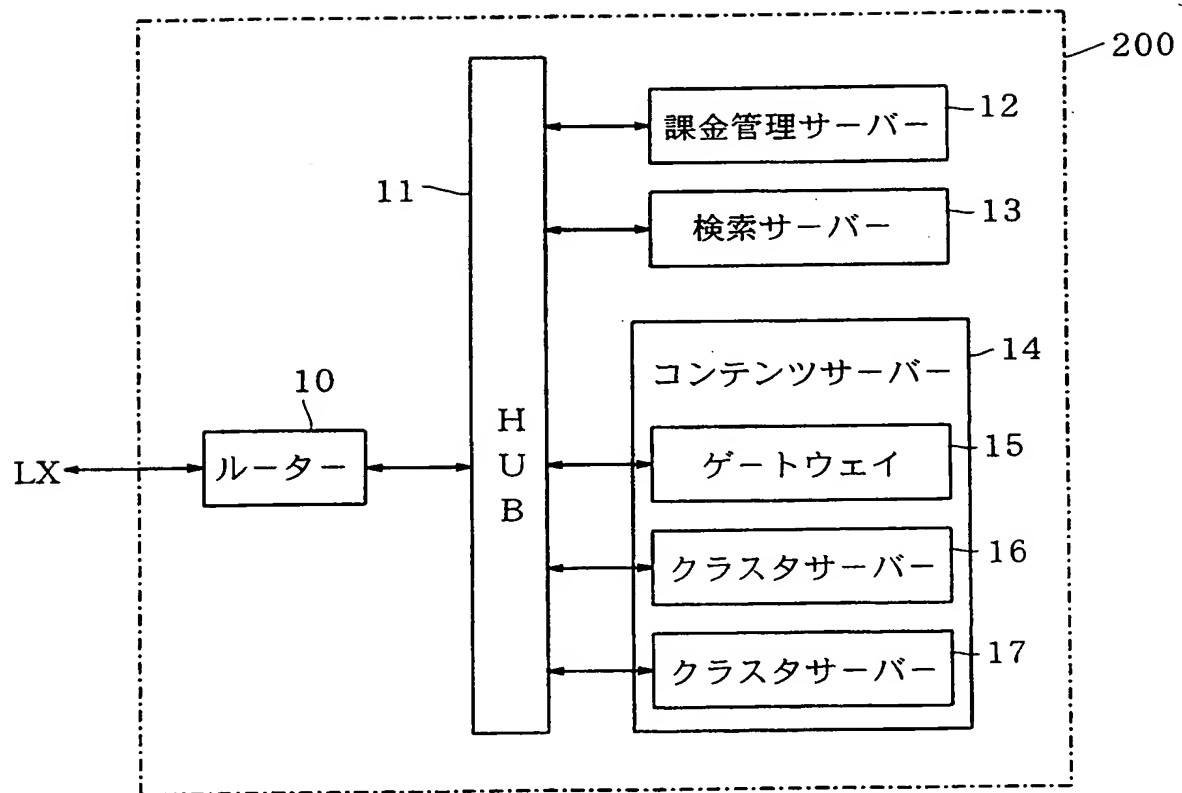 200
12
課金管理サーバー
11
13
検索サーバー
14
コンテンツサーバー
10
HUB
15
LX
ルーター
ゲートウェイ
16
クラスタサーバー
17
クラスタサーバー